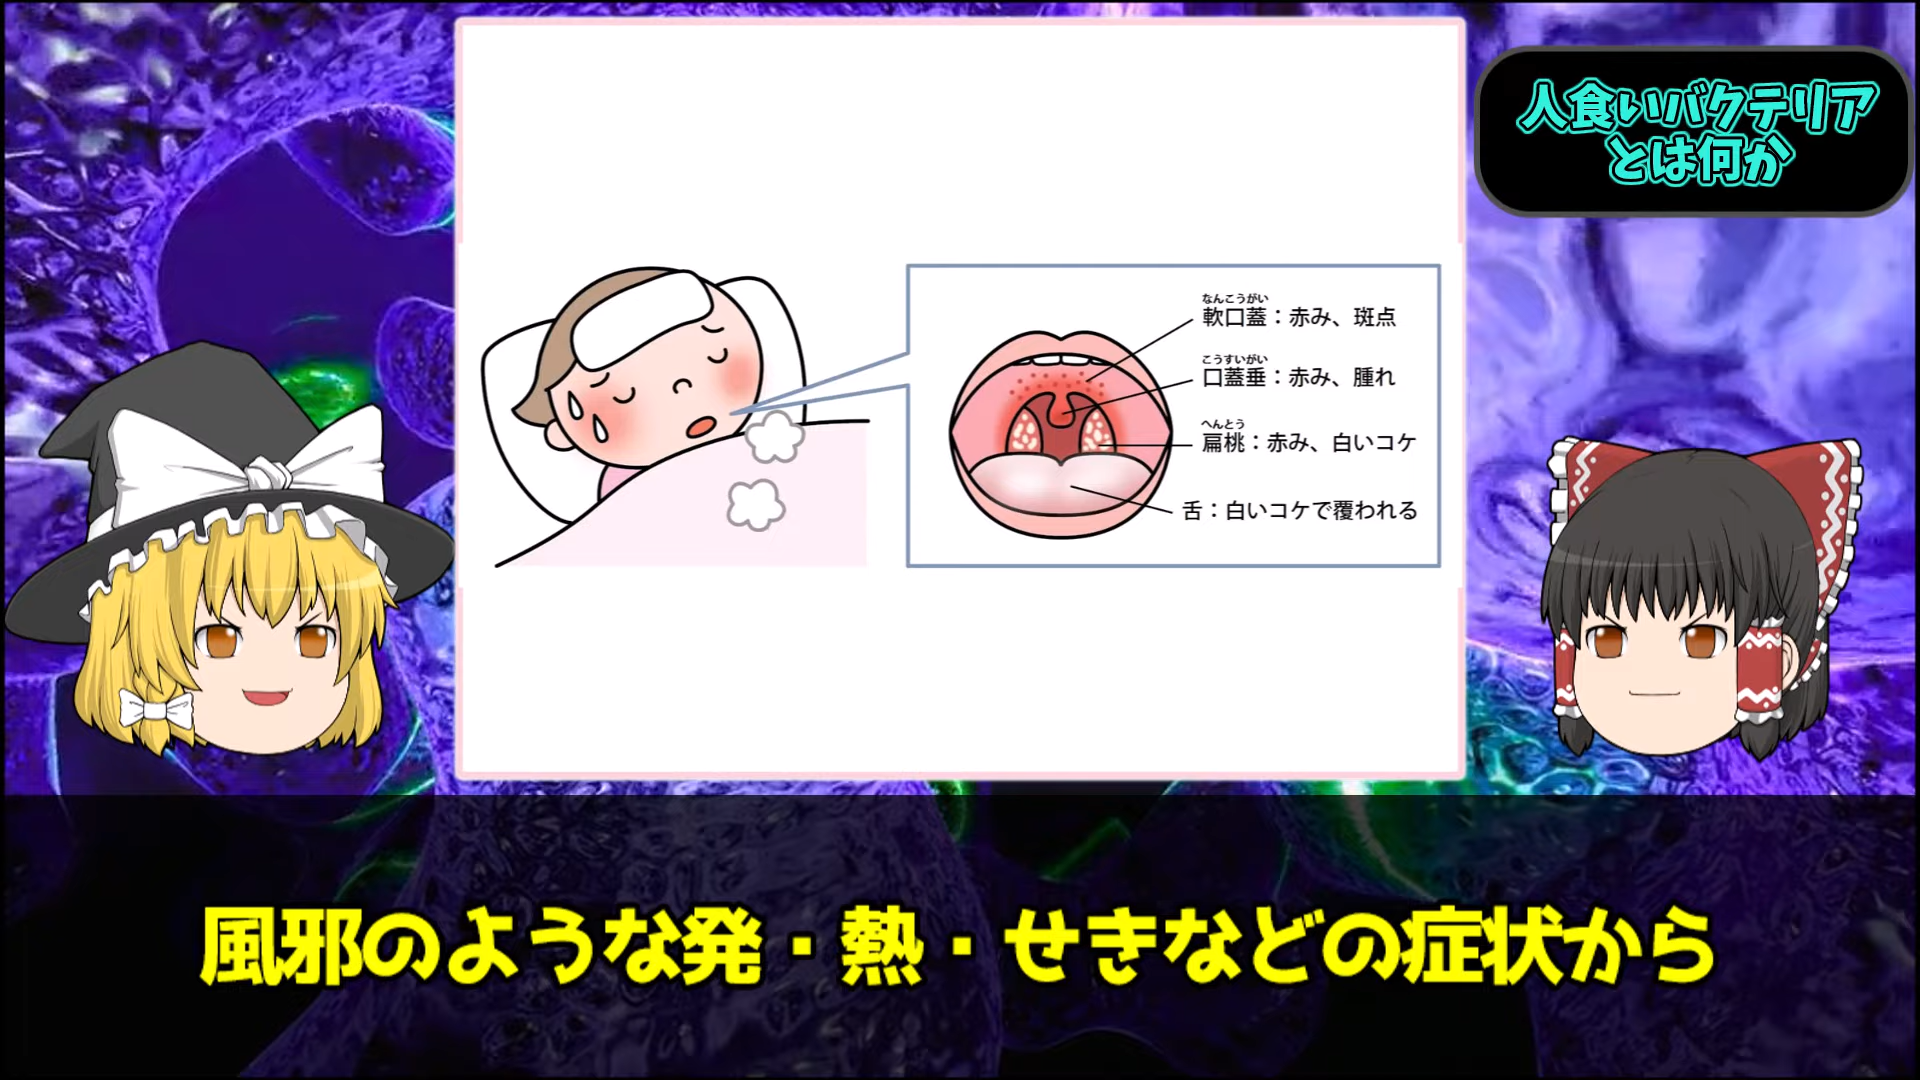 人食いバクテリア
とは何か
なんこうがい
軟口蓋：赤み、斑点
こうすいがい
口蓋垂：赤み、腫れ
へんとう
扁桃：赤み、白いコケ
舌：白いコケで覆われる
風邪のような発・熱・せきなどの症状から